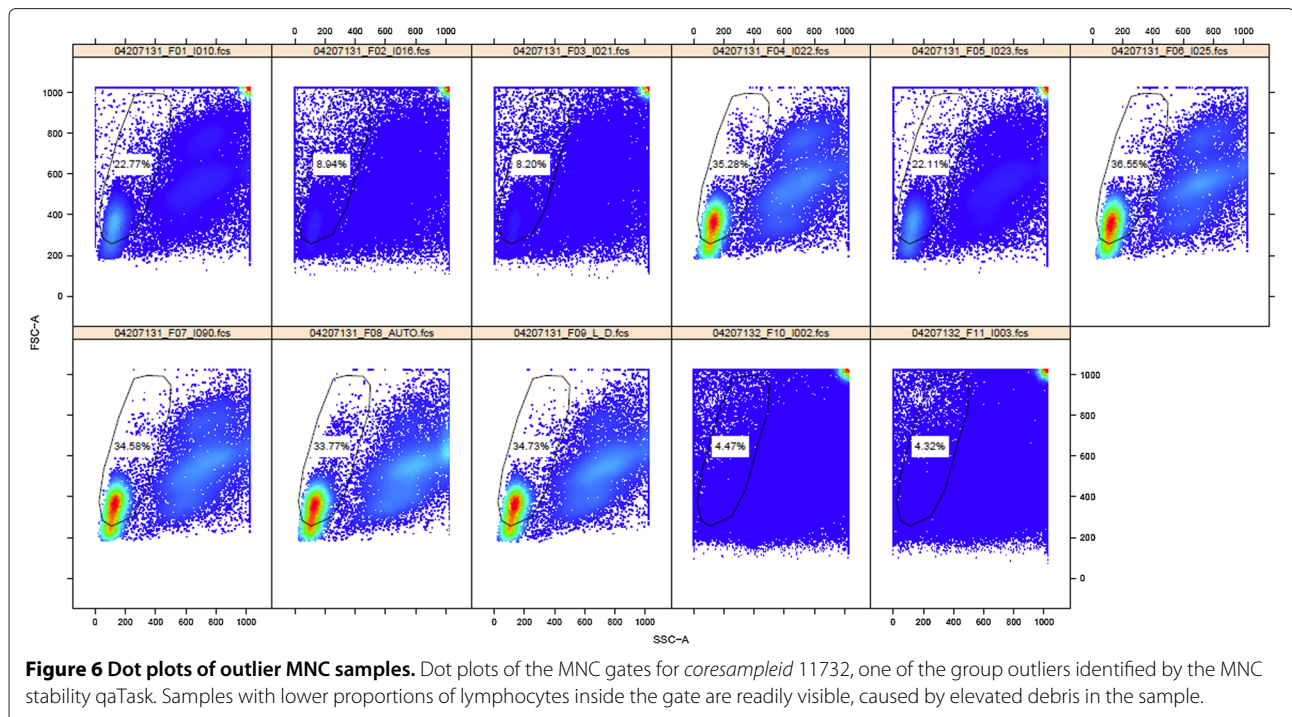 0 200 400 600 800 1000
0 200 400 600 800 1000
0 200 400 600 800 1000
04207131_F01_I010.fcs
04207131_F02_I016.fcs
04207131_F03_I021.fcs
04207131_F04_I022.fcs
04207131_F05_I023.fcs
04207131_F06_I025.fcs
1000
800
600
400
200
0
22.77%
8.94%
8.20%
35.28%
22.11%
36.55%
FSC-A
04207131_F07_I090.fcs
04207131_F08_AUTO.fcs
04207131_F09_L_D.fcs
04207132_F10_I002.fcs
04207132_F11_I003.fcs
34.58%
33.77%
34.73%
4.47%
4.32%
1000
800
600
400
200
0
0 200 400 600 800 1000
0 200 400 600 800 1000
0 200 400 600 800 1000
SSC-A
Figure 6 Dot plots of outlier MNC samples. Dot plots of the MNC gates for coresampleid 11732, one of the group outliers identified by the MNC
stability qaTask. Samples with lower proportions of lymphocytes inside the gate are readily visible, caused by elevated debris in the sample.